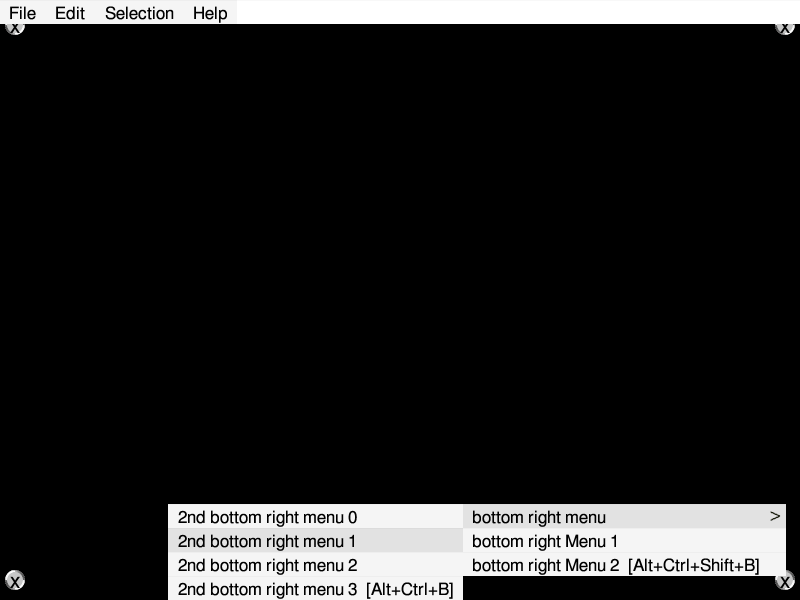 File Edit Selection Help
X X
2nd bottom right menu 0 bottom right menu >
2nd bottom right menu 1 bottom right Menu 1
2nd bottom right menu 2 bottom right Menu 2 [Alt+Ctrl+Shift+B]
X X
2nd bottom right menu 3 [Alt+Ctrl+B]